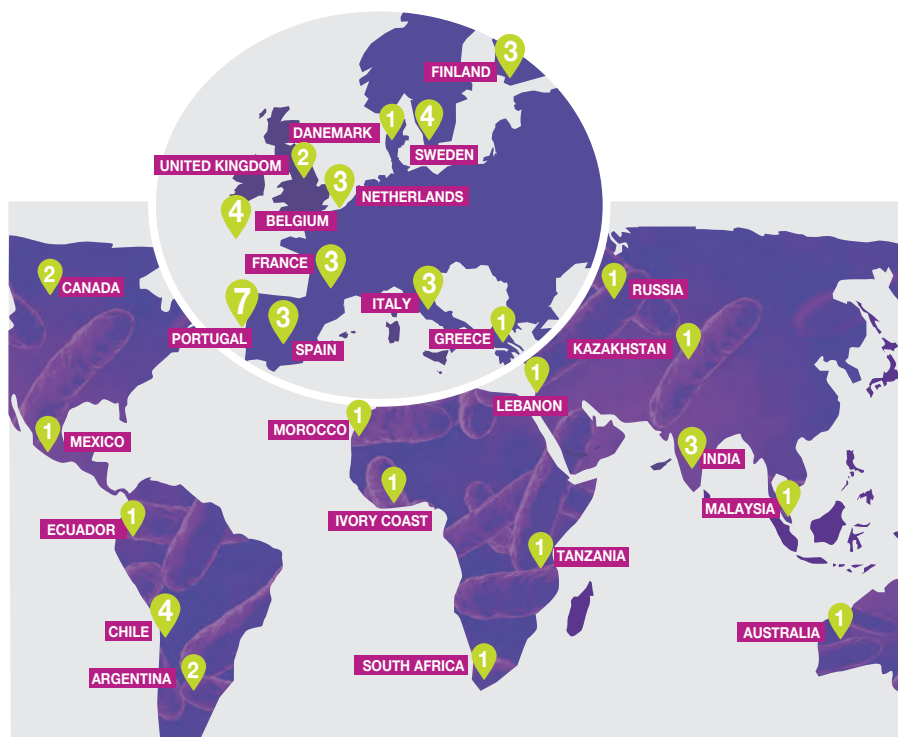 3
FINLAND
1
4
DANEMARK
SWEDEN
2
UNITED KINGDOM
3
NETHERLANDS
4
BELGIUM
3
FRANCE
2
CANADA
7
PORTUGAL
3
SPAIN
3
ITALY
1
GREECE
1
RUSSIA
1
KAZAKHSTAN
1
LEBANON
1
MEXICO
1
MOROCCO
3
INDIA
1
IVORY COAST
1
MALAYSIA
1
ECUADOR
1
TANZANIA
4
CHILE
1
AUSTRALIA
2
ARGENTINA
1
SOUTH AFRICA